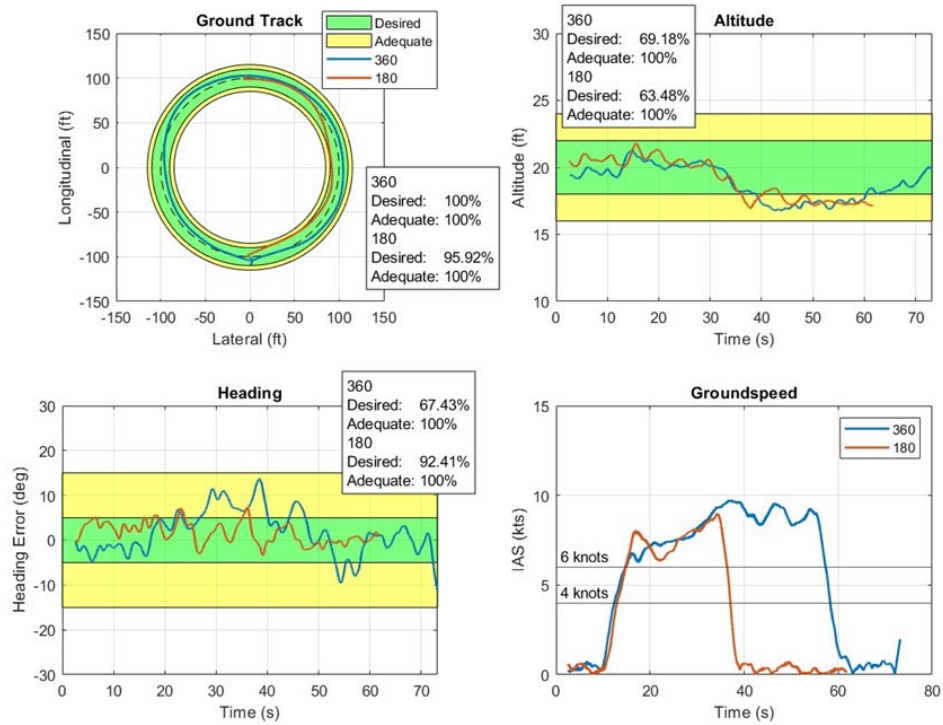 Ground Track
Desired
Adequate
360
180
150
100
50
0
-50
-100
-150
-150 -100 -50 0 50 100 150
Longitudinal (ft)
Lateral (ft)
360
Desired: 100%
Adequate: 100%
180
Desired: 95.92%
Adequate: 100%
Altitude
360
Desired: 69.18%
Adequate: 100%
180
Desired: 63.48%
Adequate: 100%
30
25
20
15
10
0 10 20 30 40 50 60 70
Altitude (ft)
Time (s)
Heading
360
Desired: 67.43%
Adequate: 100%
180
Desired: 92.41%
Adequate: 100%
30
20
10
0
-10
-20
-30
0 10 20 30 40 50 60 70
Heading Error (deg)
Time (s)
Groundspeed
360
180
15
10
5
0
6 knots
4 knots
0 20 40 60 80
IAS (kts)
Time (s)